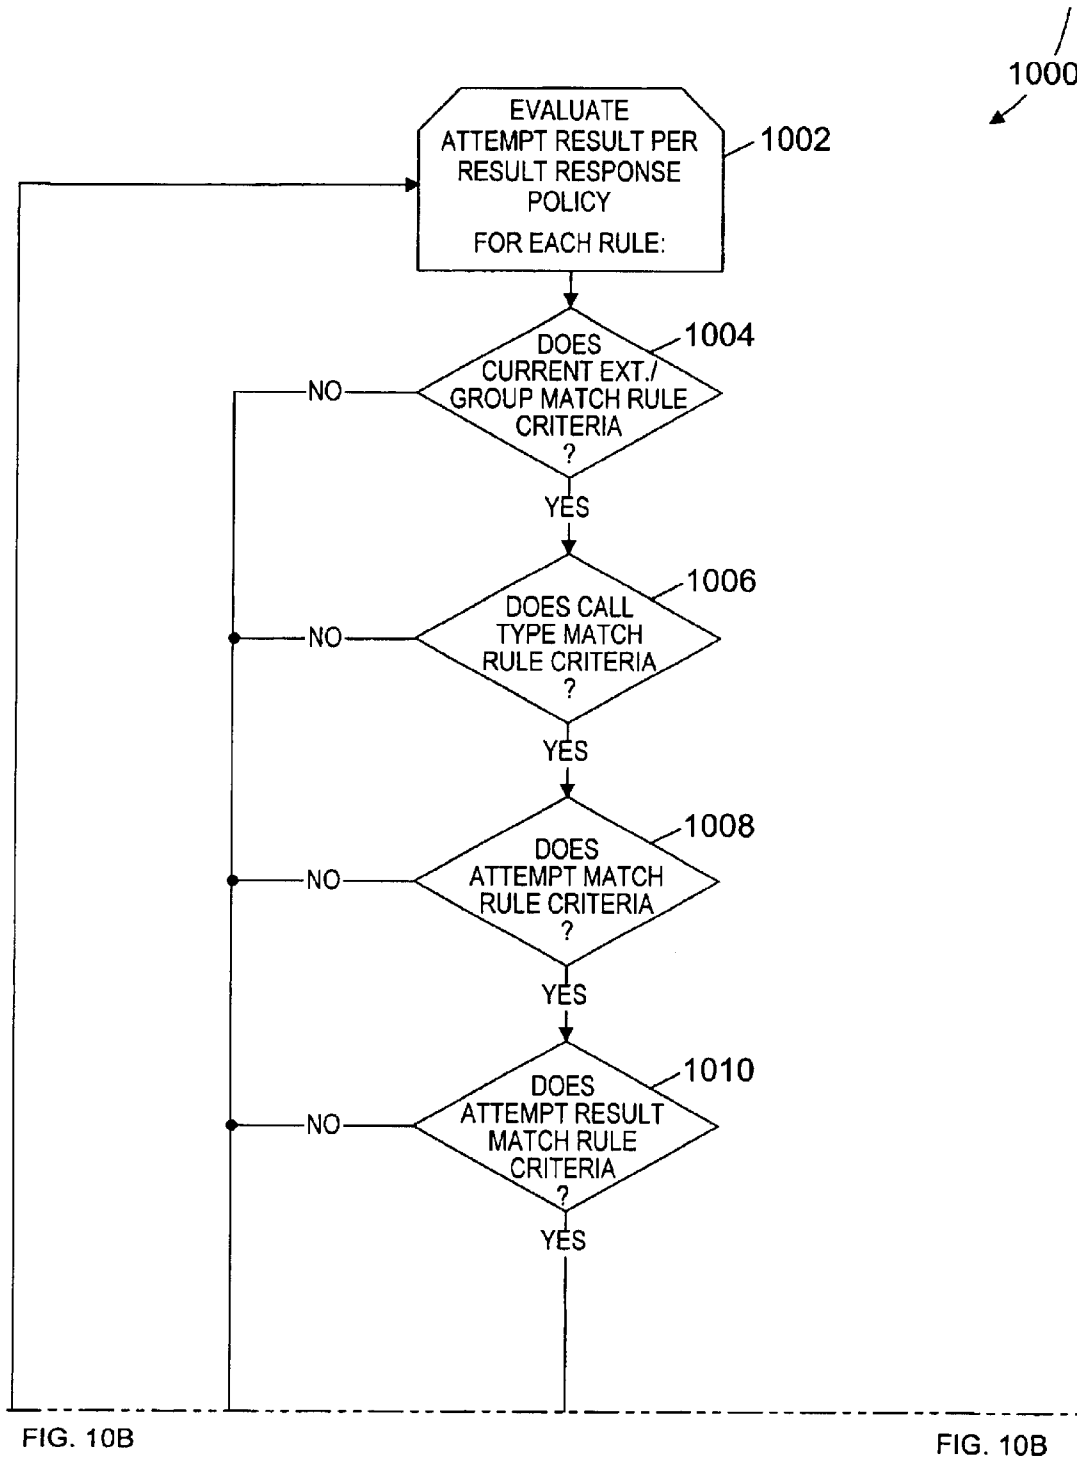 1000
EVALUATE
ATTEMPT RESULT PER
RESULT RESPONSE
POLICY
FOR EACH RULE:
1002
DOES
CURRENT EXT./
GROUP MATCH RULE
CRITERIA
?
1004
NO
YES
DOES CALL
TYPE MATCH
RULE CRITERIA
?
1006
NO
YES
DOES
ATTEMPT MATCH
RULE CRITERIA
?
1008
NO
YES
DOES
ATTEMPT RESULT
MATCH RULE
CRITERIA
?
1010
NO
YES
FIG. 10B
FIG. 10B